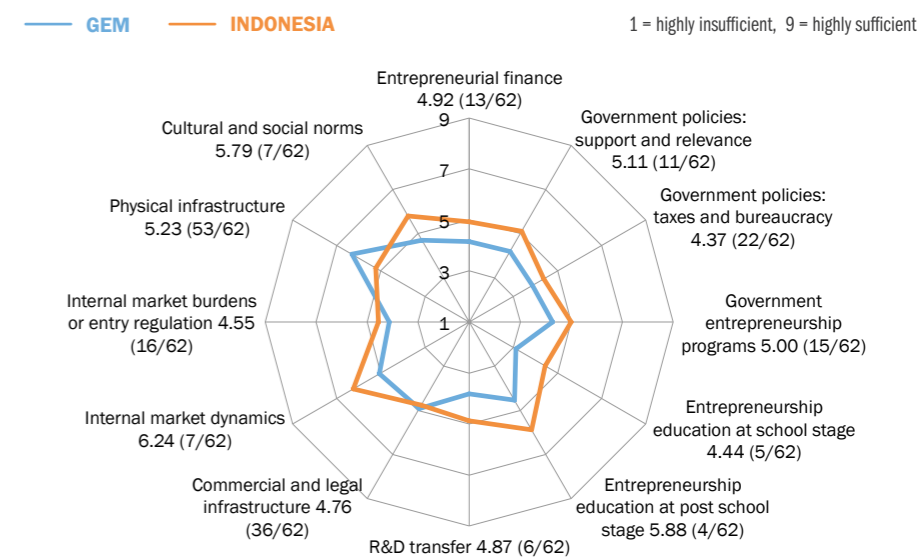 GEM
INDONESIA
1 = highly insufficient, 9 = highly sufficient
Entrepreneurial finance
4.92 (13/62)
Government policies:
support and relevance
5.11 (11/62)
Government policies:
taxes and bureaucracy
4.37 (22/62)
Government
entrepreneurship
programs 5.00 (15/62)
Entrepreneurship
education at school stage
4.44 (5/62)
Entrepreneurship
education at post school
stage 5.88 (4/62)
R&D transfer 4.87 (6/62)
Commercial and legal
infrastructure 4.76
(36/62)
Internal market dynamics
6.24 (7/62)
Internal market burdens
or entry regulation 4.55
(16/62)
Physical infrastructure
5.23 (53/62)
Cultural and social norms
5.79 (7/62)
9
7
5
3
1